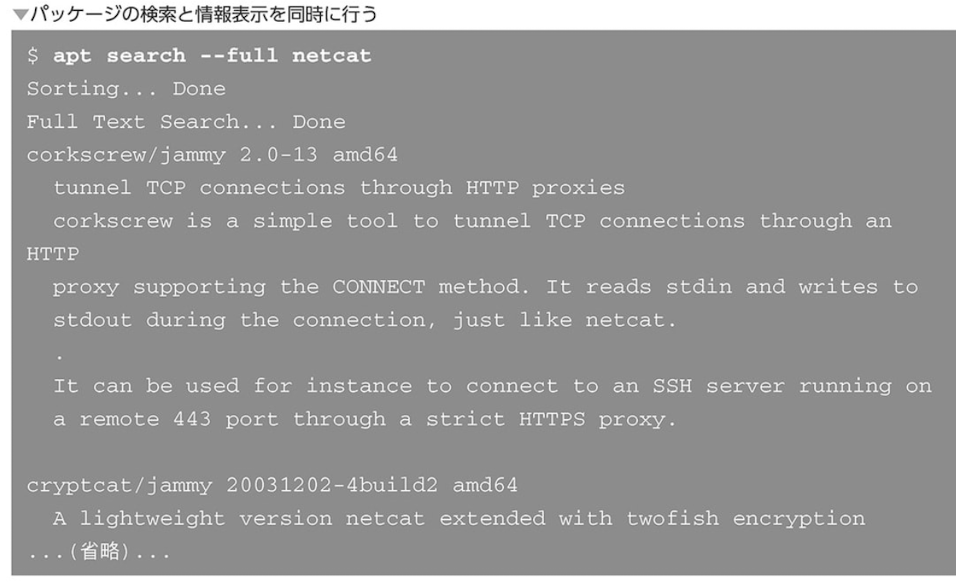 ▼パッケージの検索と情報表示を同時に行う
$ apt search --full netcat
Sorting... Done
Full Text Search... Done
corkscrew/jammy 2.0-13 amd64
  tunnel TCP connections through HTTP proxies
  corkscrew is a simple tool to tunnel TCP connections through an
HTTP
  proxy supporting the CONNECT method. It reads stdin and writes to
  stdout during the connection, just like netcat.
  .
  It can be used for instance to connect to an SSH server running on
  a remote 443 port through a strict HTTPS proxy.

cryptcat/jammy 20031202-4build2 amd64
  A lightweight version netcat extended with twofish encryption
...(省略)...